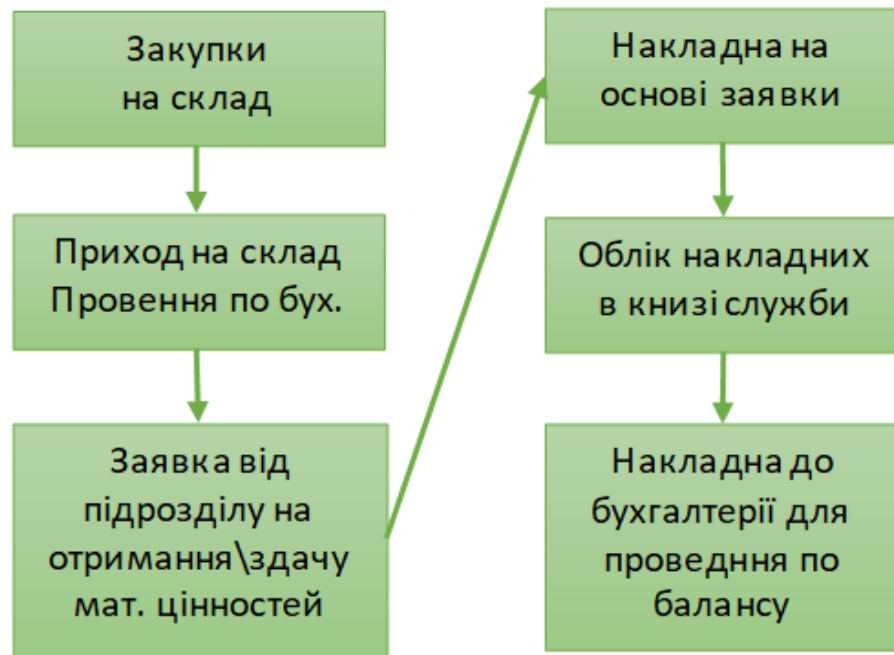 Закупки
на склад
Приход на склад
Провення по бух.
Заявка від
підрозділу на
отримання\здачу
мат. цінностей
Накладна на
основі заявки
Облік накладних
в книзі служби
Накладна до
бухгалтерії для
проведння по
балансу